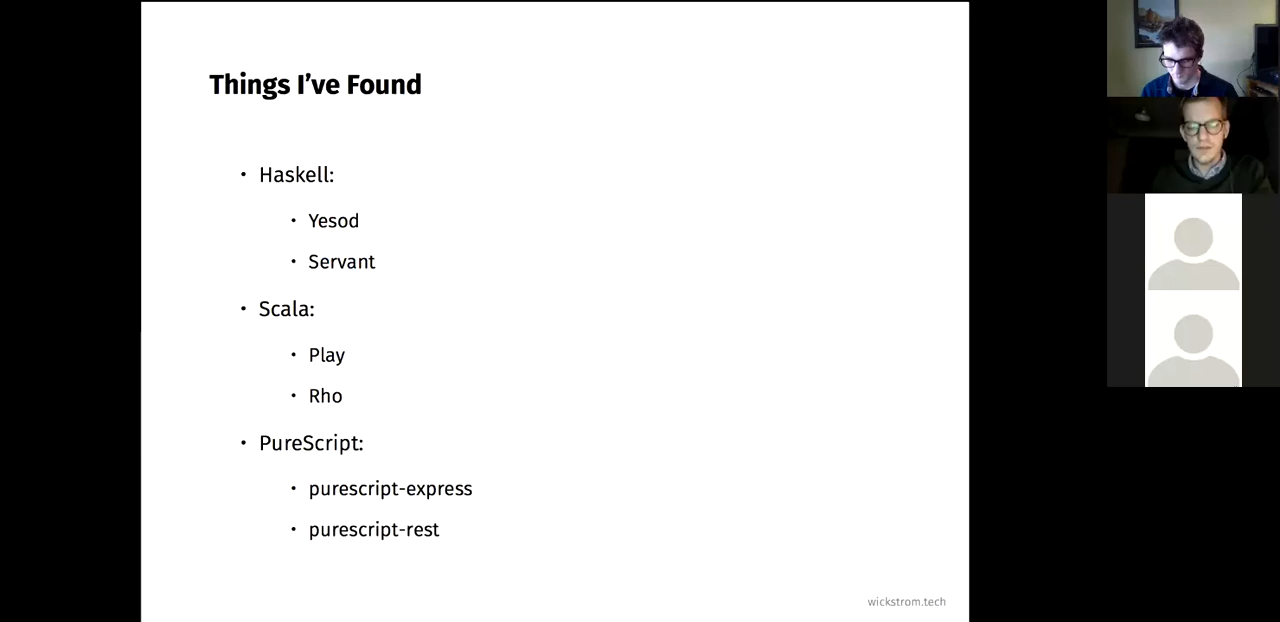 Things I’ve Found
• Haskell:
• Yesod
• Servant
• Scala:
• Play
• Rho
• PureScript:
• purescript-express
• purescript-rest
wickstrom.tech